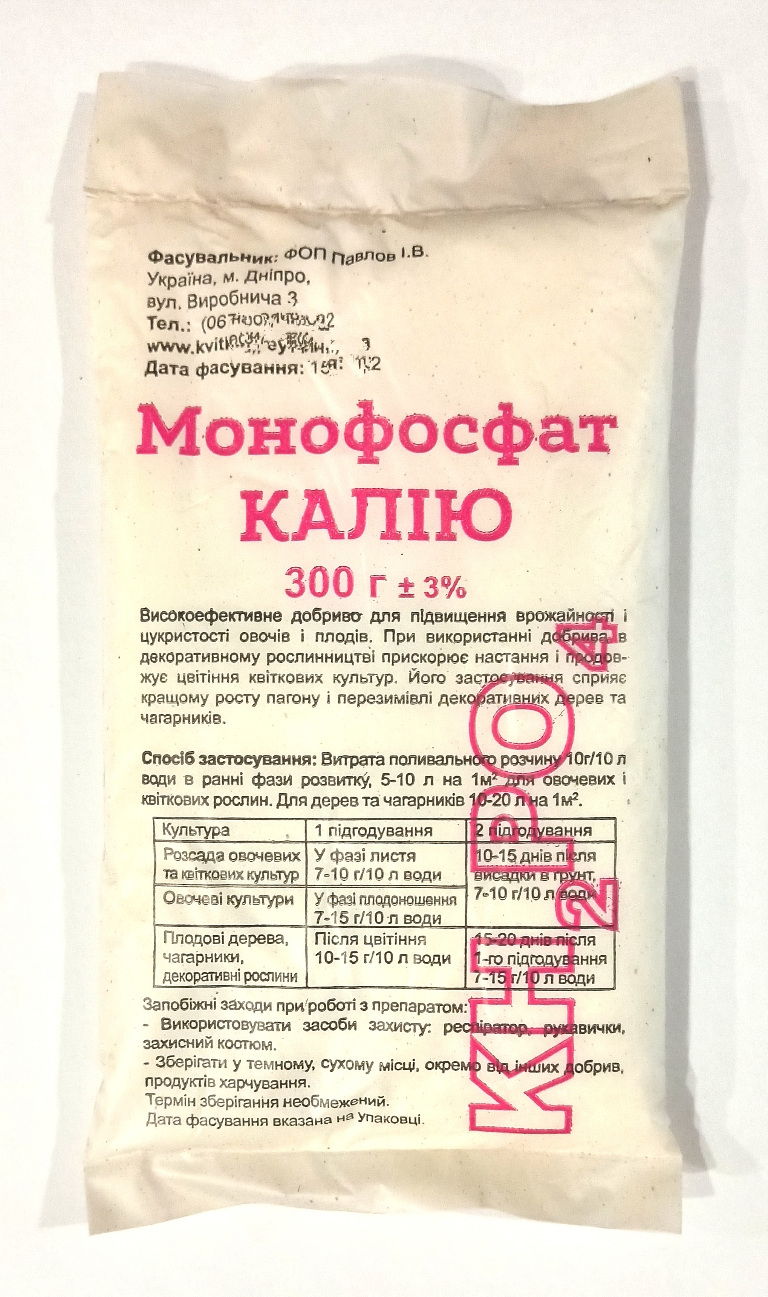 Фасувальник: ФОП Павлов І.В.
Україна, м. Дніпро,
вул. Виробнича 3
Тел.: (067
www.kvit
Дата фасування:
Монофосфат
КАЛІЮ
300 г ± 3%
Високоефективне добриво для підвищення врожайності і
цукристості овочів і плодів. При використанні добрива в
декоративному рослинництві прискорює настання і продов-
жує цвітіння квіткових культур. Його застосування сприяє
кращому росту пагону і перезимівлі декоративних дерев та
чагарників.
Спосіб застосування: Витрата поливального розчину 10г/10 л
води в ранні фази розвитку, 5-10 л на 1м² для овочевих і
квіткових рослин. Для дерев та чагарників 10-20 л на 1м².
Культура 1 підгодування 2 підгодування
Розсада овочевих У фазі листя 10-15 днів після
та квіткових культур 7-10 г/10 л води висадки в грунт,
Овочеві культури У фазі плодоношення 7-10 г/10 л води
7-15 г/10 л води
Плодові дерева, Після цвітіння 15-20 днів після
чагарники, 10-15 г/10 л води 1-го підгодування
декоративні рослини 7-15 г/10 л води
Запобіжні заходи при роботі з препаратом:
- Використовувати засоби захисту: респіратор, рукавички,
захисний костюм.
- Зберігати у темному, сухому місці, окремо від інших добрив,
продуктів харчування.
Термін зберігання необмежений.
Дата фасування вказана на упаковці.
KH2PO4